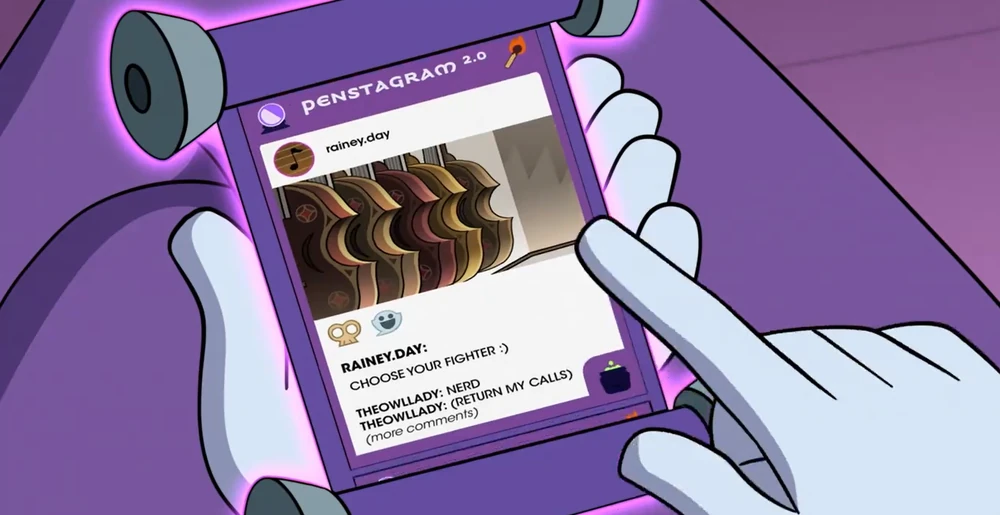 PENSTAGRAM 2.0
rainey.day
RAINEY.DAY:
CHOOSE YOUR FIGHTER :)
THEOWLLADY: NERD
THEOWLLADY: (RETURN MY CALLS)
(more comments)